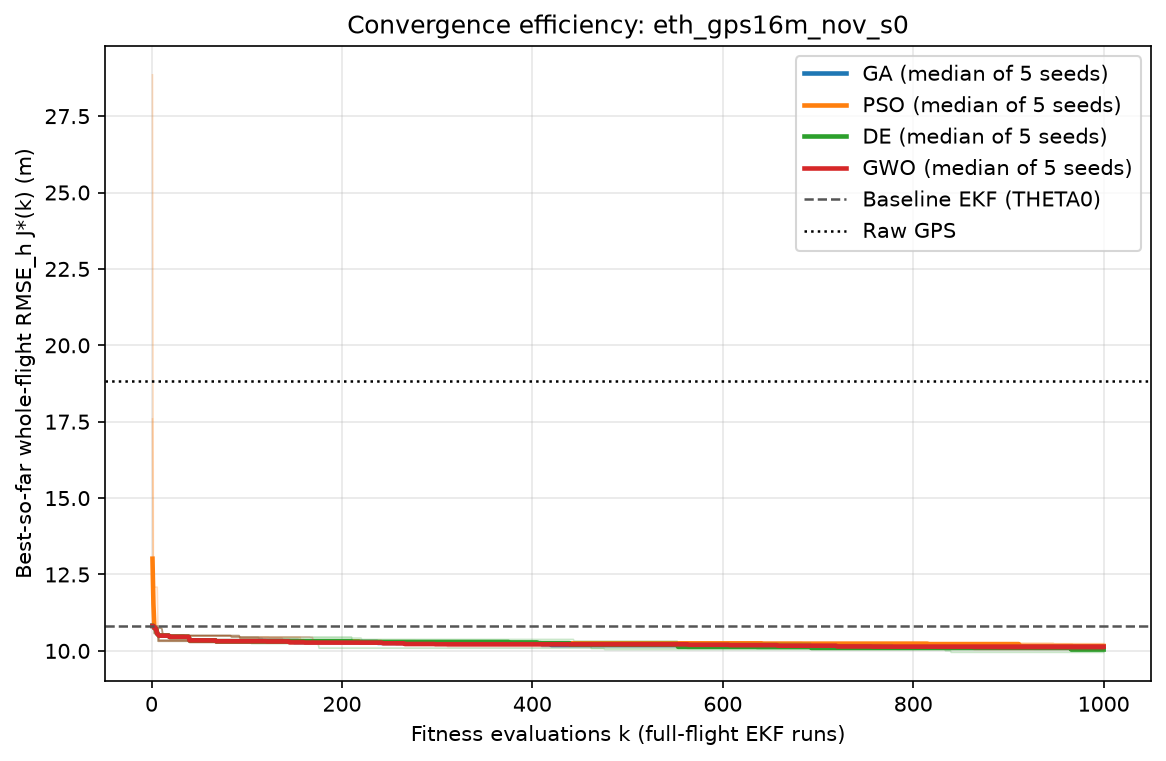 Convergence efficiency: eth_gps16m_nov_s0
GA (median of 5 seeds)
PSO (median of 5 seeds)
DE (median of 5 seeds)
GWO (median of 5 seeds)
Baseline EKF (THETA0)
Raw GPS
Best-so-far whole-flight RMSE_h J*(k) (m)
27.5
25.0
22.5
20.0
17.5
15.0
12.5
10.0
0 200 400 600 800 1000
Fitness evaluations k (full-flight EKF runs)